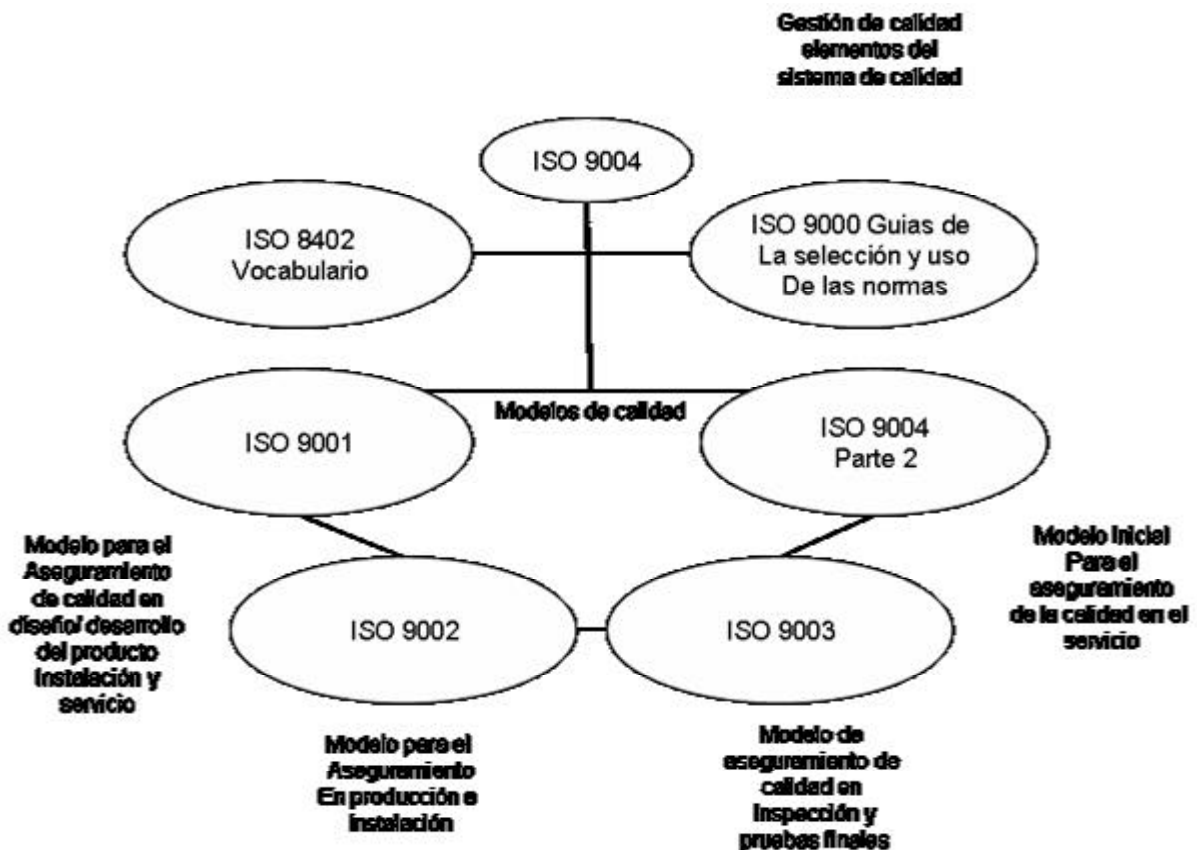 Gestión de calidad
elementos del
sistema de calidad
ISO 9004
ISO 8402
Vocabulario
ISO 9000 Guias de
La selección y uso
De las normas
Modelos de calidad
ISO 9001
ISO 9004
Parte 2
Modelo para el
Aseguramiento
de calidad en
diseño/ desarrollo
del producto
Instalación y
servicio
ISO 9002
ISO 9003
Modelo Inicial
Para el
aseguramiento
de la calidad en el
servicio
Modelo para el
Aseguramiento
En producción e
instalación
Modelo de
aseguramiento de
calidad en
Inspección y
pruebas finales